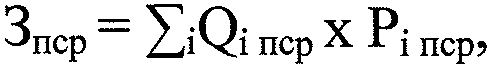 Зпср = ∑iQi пср x Pi пср,